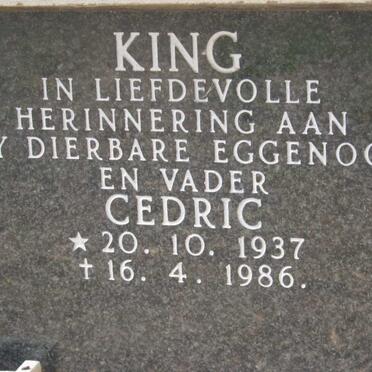 KING
IN LIEFDEVOLLE
HERINNERING AAN
Y DIERBARE EGGENOO
EN VADER
CEDRIC
★ 20. 10. 1937
✝ 16. 4. 1986.